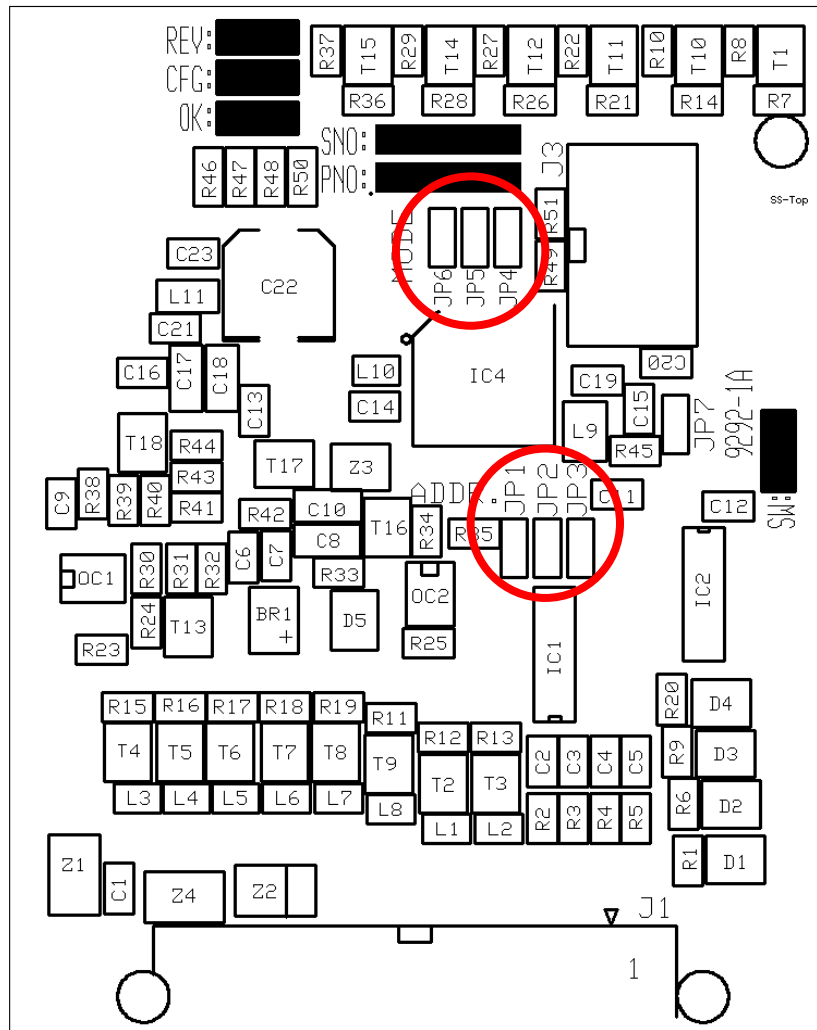 REV:
CFG:
OK:
SNO:
PNO:
R37 T15 R29 T14 R27 T12 R22 T11 R10 T10 R8 T1
R36 R28 R26 R21 R14 R7
R46 R47 R48 R50
MODE
JP6 JP5 JP4
R51
R49
J3
SS-Top
C23
L11
C21
C22
C16 C17 C18
C13
L10
C14
IC4
C20
C19
C15
L9
R45
JP7
9292-1A
:MS
T18
R44
R43
R41
C9 R38 R39 R40
T17
Z3
R42
C10
C8
T16
R34
ADDR.
JP1 JP2 JP3
R35
C11
C12
OC1
R30 R31 R32
C6 C7
R33
R24
T13
BR1
+
D5
OC2
R25
R23
IC1
IC2
R15 R16 R17 R18 R19 R11
T4 T5 T6 T7 T8 T9
L3 L4 L5 L6 L7 L8
R12 R13
T2 T3
L1 L2
C2 C3 C4 C5
R2 R3 R4 R5
R20 D4
R9 D3
R6 D2
R1 D1
Z1
C1
Z4
Z2
J1
1